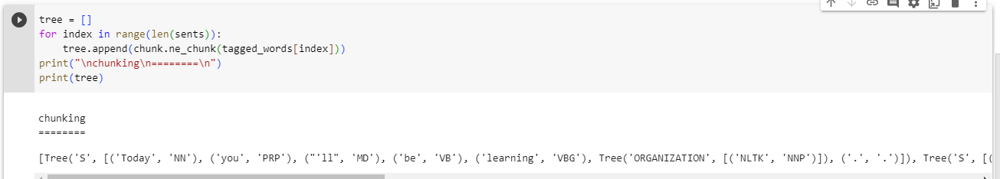 tree = []
for index in range(len(sents)):
    tree.append(chunk.ne_chunk(tagged_words[index]))
print("\nchunking\n========\n")
print(tree)
chunking
========
[Tree('S', [('Today', 'NN'), ('you', 'PRP'), ("'ll", 'MD'), ('be', 'VB'), ('learning', 'VBG'), Tree('ORGANIZATION', [('NLTK', 'NNP')]), ('.', '.')]), Tree('S', [(